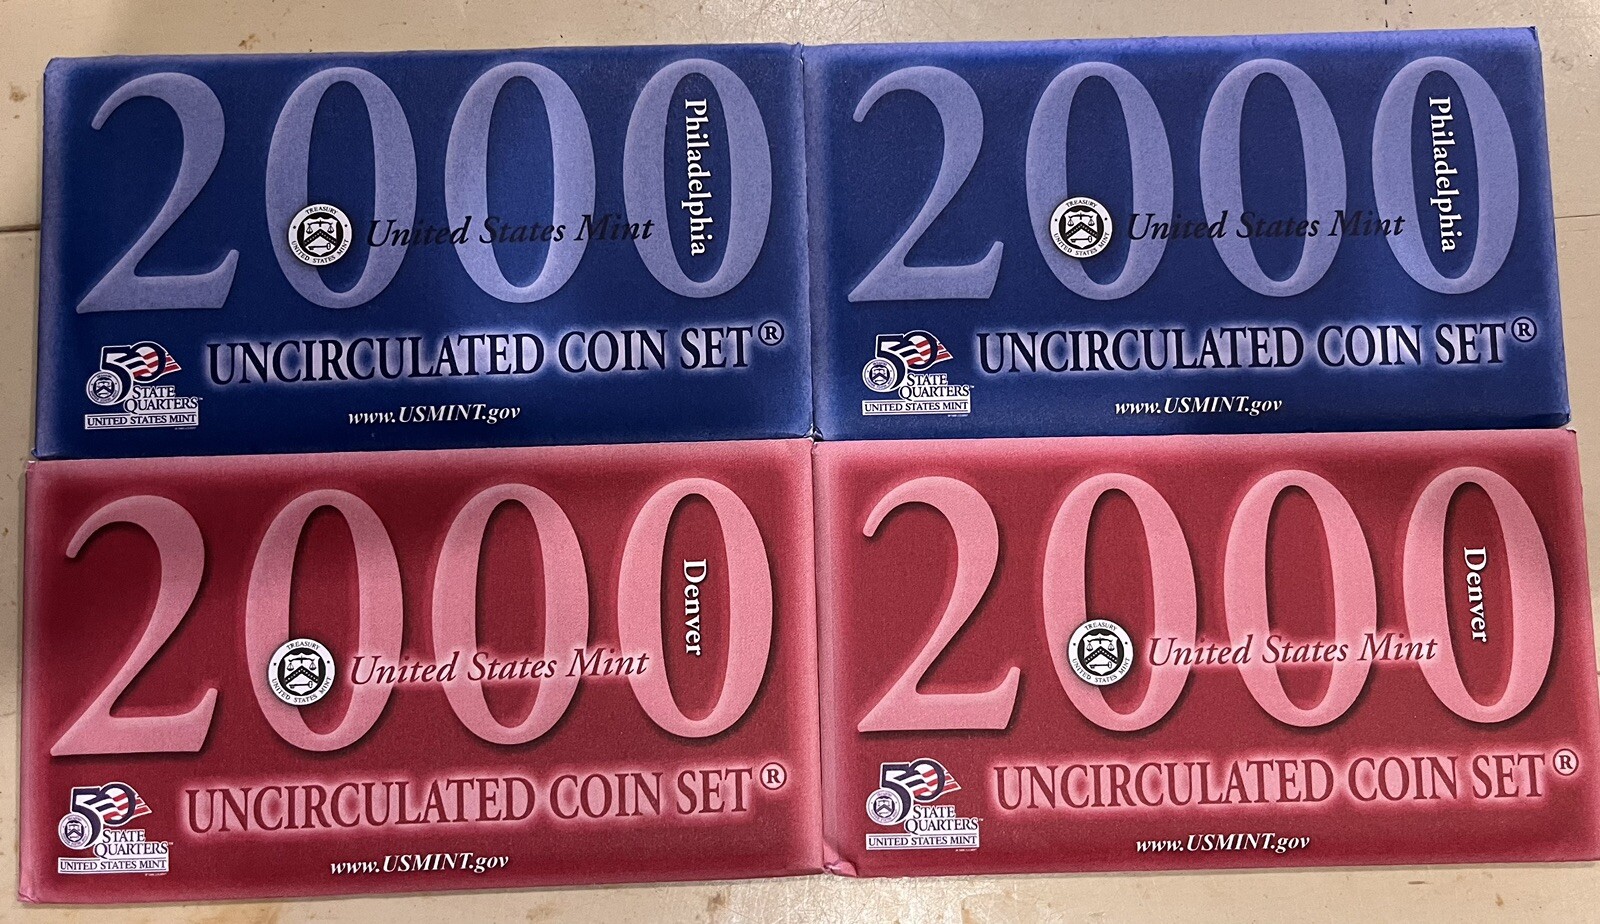 2000
Philadelphia
TREASURY
UNITED STATES MINT
United States Mint
50
STATE
QUARTERS™
UNITED STATES MINT
UNCIRCULATED COIN SET®
www.USMINT.gov
2000
Philadelphia
TREASURY
UNITED STATES MINT
United States Mint
50
STATE
QUARTERS™
UNITED STATES MINT
UNCIRCULATED COIN SET®
www.USMINT.gov
2000
Denver
TREASURY
UNITED STATES MINT
United States Mint
50
STATE
QUARTERS™
UNITED STATES MINT
UNCIRCULATED COIN SET®
www.USMINT.gov
2000
Denver
TREASURY
UNITED STATES MINT
United States Mint
50
STATE
QUARTERS™
UNITED STATES MINT
UNCIRCULATED COIN SET®
www.USMINT.gov